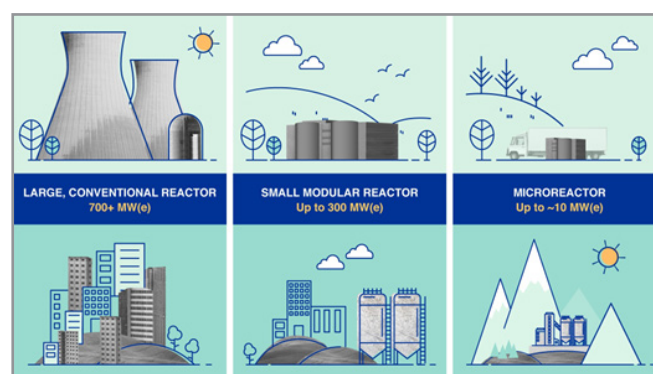 LARGE, CONVENTIONAL REACTOR
700+ MW(e)
SMALL MODULAR REACTOR
Up to 300 MW(e)
MICROREACTOR
Up to ~10 MW(e)